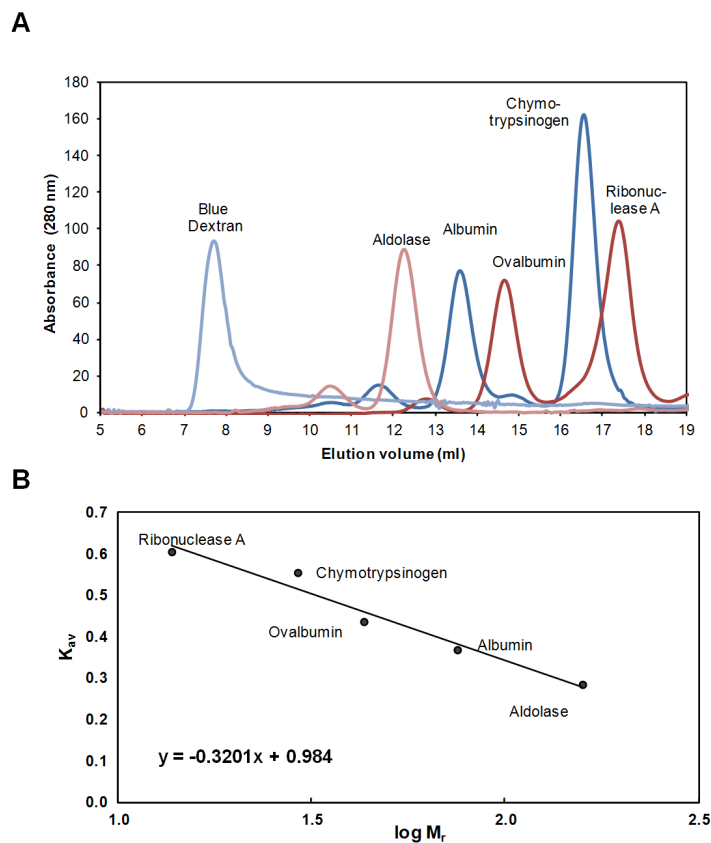 A
180
160
140
120
100
80
60
40
20
0
Absorbance (280 nm)
Blue
Dextran
Aldolase
Albumin
Ovalbumin
Chymo-
trypsinogen
Ribonuc-
lease A
5 6 7 8 9 10 11 12 13 14 15 16 17 18 19
Elution volume (ml)
B
0.7
0.6
0.5
0.4
0.3
0.2
0.1
0.0
Kav
Ribonuclease A
Chymotrypsinogen
Ovalbumin
Albumin
Aldolase
y = -0.3201x + 0.984
1.0 1.5 2.0 2.5
log Mr